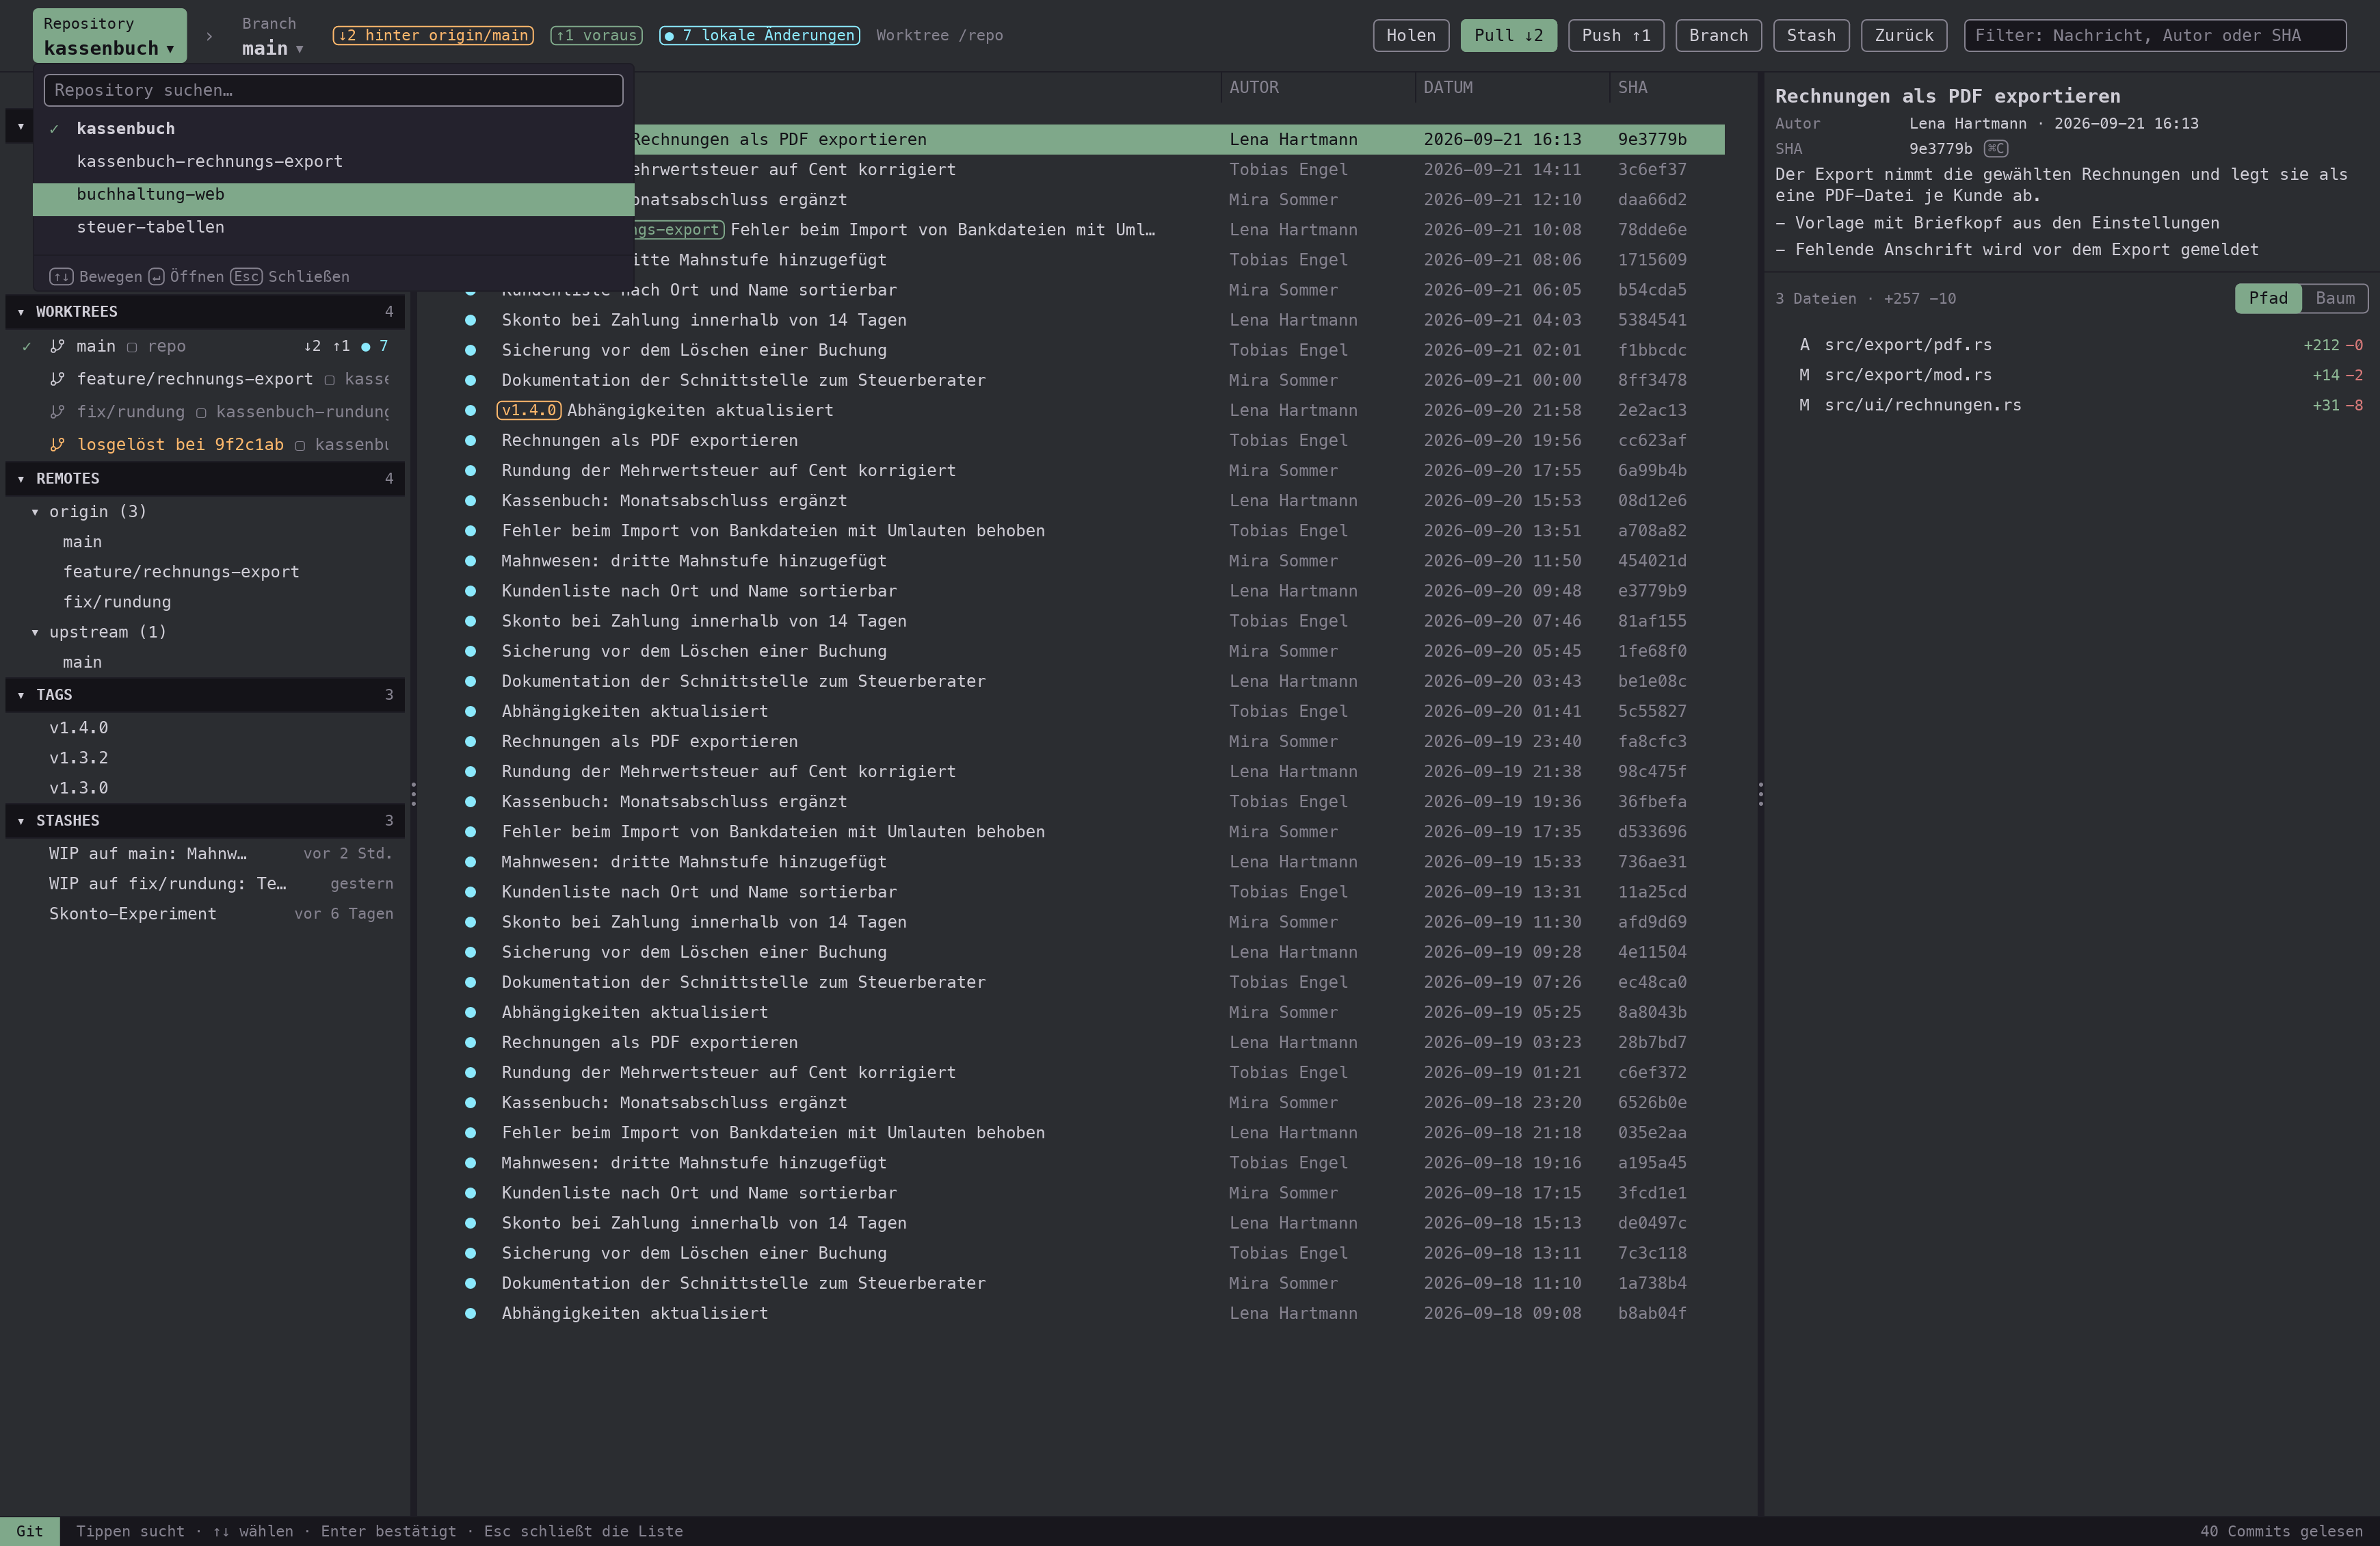 Repository
kassenbuch ▾
›
Branch
main ▾
↓2 hinter origin/main
↑1 voraus
● 7 lokale Änderungen
Worktree /repo
Holen
Pull ↓2
Push ↑1
Branch
Stash
Zurück
Filter: Nachricht, Autor oder SHA
Repository suchen…
✓ kassenbuch
kassenbuch-rechnungs-export
buchhaltung-web
steuer-tabellen
↑↓ Bewegen ↵ Öffnen Esc Schließen
▾ WORKTREES 4
✓ main ▢ repo ↓2 ↑1 ● 7
feature/rechnungs-export ▢ kasse
fix/rundung ▢ kassenbuch-rundung
losgelöst bei 9f2c1ab ▢ kassenbu
▾ REMOTES 4
▾ origin (3)
main
feature/rechnungs-export
fix/rundung
▾ upstream (1)
main
▾ TAGS 3
v1.4.0
v1.3.2
v1.3.0
▾ STASHES 3
WIP auf main: Mahnw… vor 2 Std.
WIP auf fix/rundung: Te… gestern
Skonto-Experiment vor 6 Tagen
AUTOR DATUM SHA
Rechnungen als PDF exportieren Lena Hartmann 2026-09-21 16:13 9e3779b
ehrwertsteuer auf Cent korrigiert Tobias Engel 2026-09-21 14:11 3c6ef37
onatsabschluss ergänzt Mira Sommer 2026-09-21 12:10 daa66d2
ngs-export Fehler beim Import von Bankdateien mit Uml… Lena Hartmann 2026-09-21 10:08 78dde6e
itte Mahnstufe hinzugefügt Tobias Engel 2026-09-21 08:06 1715609
Kundenliste nach Ort und Name sortierbar Mira Sommer 2026-09-21 06:05 b54cda5
Skonto bei Zahlung innerhalb von 14 Tagen Lena Hartmann 2026-09-21 04:03 5384541
Sicherung vor dem Löschen einer Buchung Tobias Engel 2026-09-21 02:01 f1bbcdc
Dokumentation der Schnittstelle zum Steuerberater Mira Sommer 2026-09-21 00:00 8ff3478
v1.4.0 Abhängigkeiten aktualisiert Lena Hartmann 2026-09-20 21:58 2e2ac13
Rechnungen als PDF exportieren Tobias Engel 2026-09-20 19:56 cc623af
Rundung der Mehrwertsteuer auf Cent korrigiert Mira Sommer 2026-09-20 17:55 6a99b4b
Kassenbuch: Monatsabschluss ergänzt Lena Hartmann 2026-09-20 15:53 08d12e6
Fehler beim Import von Bankdateien mit Umlauten behoben Tobias Engel 2026-09-20 13:51 a708a82
Mahnwesen: dritte Mahnstufe hinzugefügt Mira Sommer 2026-09-20 11:50 454021d
Kundenliste nach Ort und Name sortierbar Lena Hartmann 2026-09-20 09:48 e3779b9
Skonto bei Zahlung innerhalb von 14 Tagen Tobias Engel 2026-09-20 07:46 81af155
Sicherung vor dem Löschen einer Buchung Mira Sommer 2026-09-20 05:45 1fe68f0
Dokumentation der Schnittstelle zum Steuerberater Lena Hartmann 2026-09-20 03:43 be1e08c
Abhängigkeiten aktualisiert Tobias Engel 2026-09-20 01:41 5c55827
Rechnungen als PDF exportieren Mira Sommer 2026-09-19 23:40 fa8cfc3
Rundung der Mehrwertsteuer auf Cent korrigiert Lena Hartmann 2026-09-19 21:38 98c475f
Kassenbuch: Monatsabschluss ergänzt Tobias Engel 2026-09-19 19:36 36fbefa
Fehler beim Import von Bankdateien mit Umlauten behoben Mira Sommer 2026-09-19 17:35 d533696
Mahnwesen: dritte Mahnstufe hinzugefügt Lena Hartmann 2026-09-19 15:33 736ae31
Kundenliste nach Ort und Name sortierbar Tobias Engel 2026-09-19 13:31 11a25cd
Skonto bei Zahlung innerhalb von 14 Tagen Mira Sommer 2026-09-19 11:30 afd9d69
Sicherung vor dem Löschen einer Buchung Lena Hartmann 2026-09-19 09:28 4e11504
Dokumentation der Schnittstelle zum Steuerberater Tobias Engel 2026-09-19 07:26 ec48ca0
Abhängigkeiten aktualisiert Mira Sommer 2026-09-19 05:25 8a8043b
Rechnungen als PDF exportieren Lena Hartmann 2026-09-19 03:23 28b7bd7
Rundung der Mehrwertsteuer auf Cent korrigiert Tobias Engel 2026-09-19 01:21 c6ef372
Kassenbuch: Monatsabschluss ergänzt Mira Sommer 2026-09-18 23:20 6526b0e
Fehler beim Import von Bankdateien mit Umlauten behoben Lena Hartmann 2026-09-18 21:18 035e2aa
Mahnwesen: dritte Mahnstufe hinzugefügt Tobias Engel 2026-09-18 19:16 a195a45
Kundenliste nach Ort und Name sortierbar Mira Sommer 2026-09-18 17:15 3fcd1e1
Skonto bei Zahlung innerhalb von 14 Tagen Lena Hartmann 2026-09-18 15:13 de0497c
Sicherung vor dem Löschen einer Buchung Tobias Engel 2026-09-18 13:11 7c3c118
Dokumentation der Schnittstelle zum Steuerberater Mira Sommer 2026-09-18 11:10 1a738b4
Abhängigkeiten aktualisiert Lena Hartmann 2026-09-18 09:08 b8ab04f
Rechnungen als PDF exportieren
Autor Lena Hartmann · 2026-09-21 16:13
SHA 9e3779b ⌘C
Der Export nimmt die gewählten Rechnungen und legt sie als
eine PDF-Datei je Kunde ab.
− Vorlage mit Briefkopf aus den Einstellungen
− Fehlende Anschrift wird vor dem Export gemeldet
3 Dateien · +257 −10
Pfad Baum
A src/export/pdf.rs +212 −0
M src/export/mod.rs +14 −2
M src/ui/rechnungen.rs +31 −8
Git
Tippen sucht · ↑↓ wählen · Enter bestätigt · Esc schließt die Liste
40 Commits gelesen